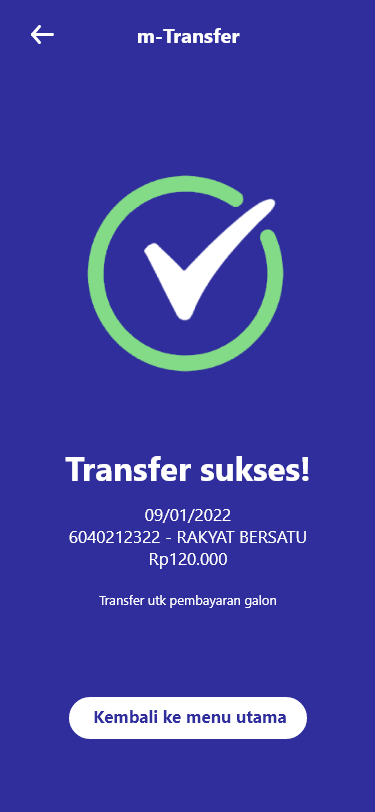 m-Transfer
Transfer sukses!
09/01/2022
6040212322 - RAKYAT BERSATU
Rp120.000
Transfer utk pembayaran galon
Kembali ke menu utama